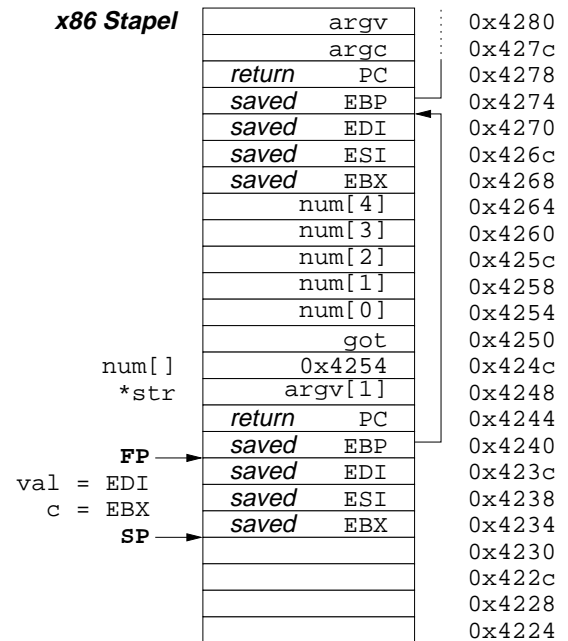 x86 Stapel argv 0x4280
argc 0x427c
return PC 0x4278
saved EBP 0x4274
saved EDI 0x4270
saved ESI 0x426c
saved EBX 0x4268
num[4] 0x4264
num[3] 0x4260
num[2] 0x425c
num[1] 0x4258
num[0] 0x4254
got 0x4250
num[] 0x4254 0x424c
*str argv[1] 0x4248
return PC 0x4244
saved EBP 0x4240
FP
saved EDI 0x423c
val = EDI
saved ESI 0x4238
c = EBX
saved EBX 0x4234
SP
0x4230
0x422c
0x4228
0x4224